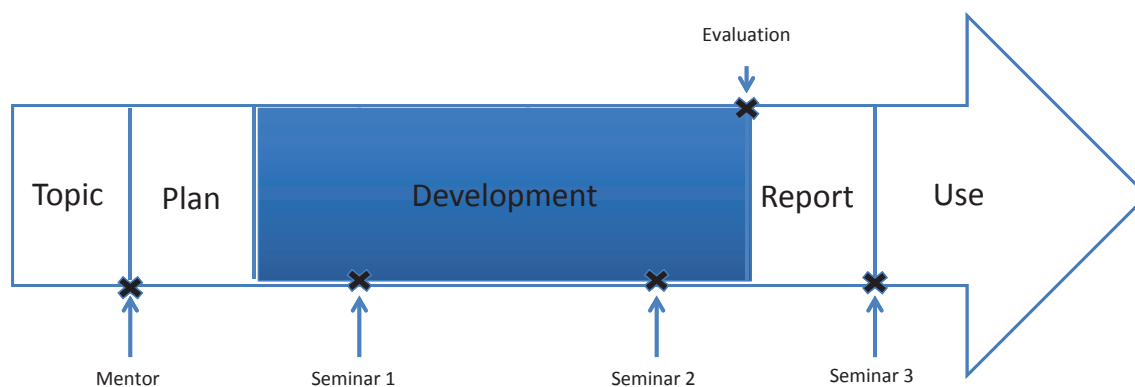 Evaluation
Topic
Plan
Development
Report
Use
Mentor
Seminar 1
Seminar 2
Seminar 3